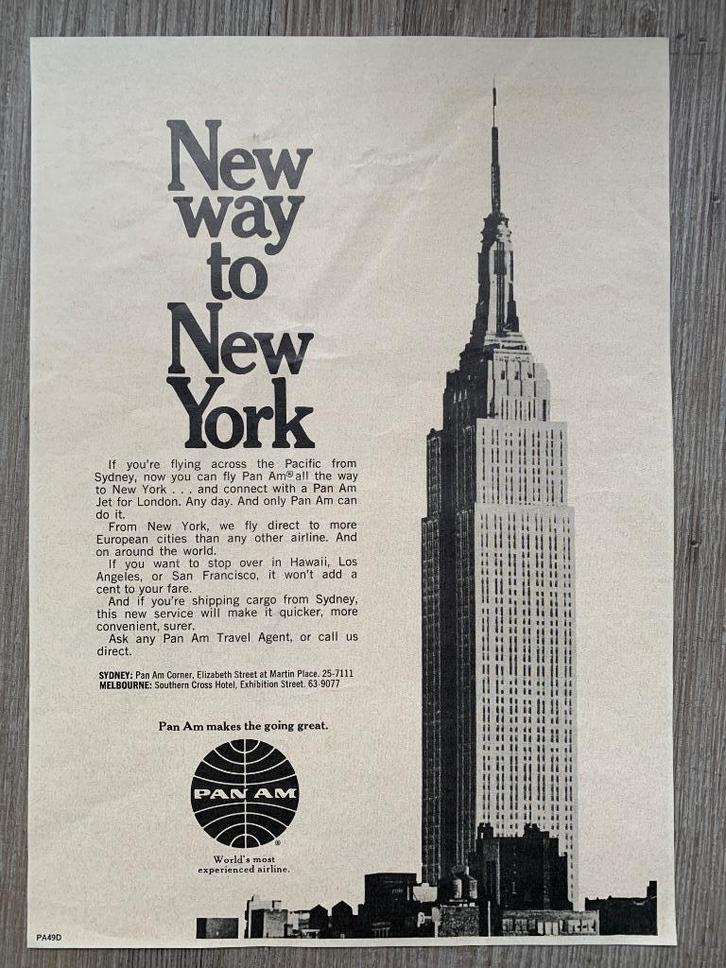 New
way
to
New
York
If you're flying across the Pacific from
Sydney, now you can fly Pan Am® all the way
to New York . . . and connect with a Pan Am
Jet for London. Any day. And only Pan Am can
do it.
From New York, we fly direct to more
European cities than any other airline. And
on around the world.
If you want to stop over in Hawaii, Los
Angeles, or San Francisco, it won't add a
cent to your fare.
And if you're shipping cargo from Sydney,
this new service will make it quicker, more
convenient, surer.
Ask any Pan Am Travel Agent, or call us
direct.
SYDNEY: Pan Am Corner, Elizabeth Street at Martin Place. 25-7111
MELBOURNE: Southern Cross Hotel, Exhibition Street. 63-9077
Pan Am makes the going great.
PAN AM
®
World's most
experienced airline.
PA49D